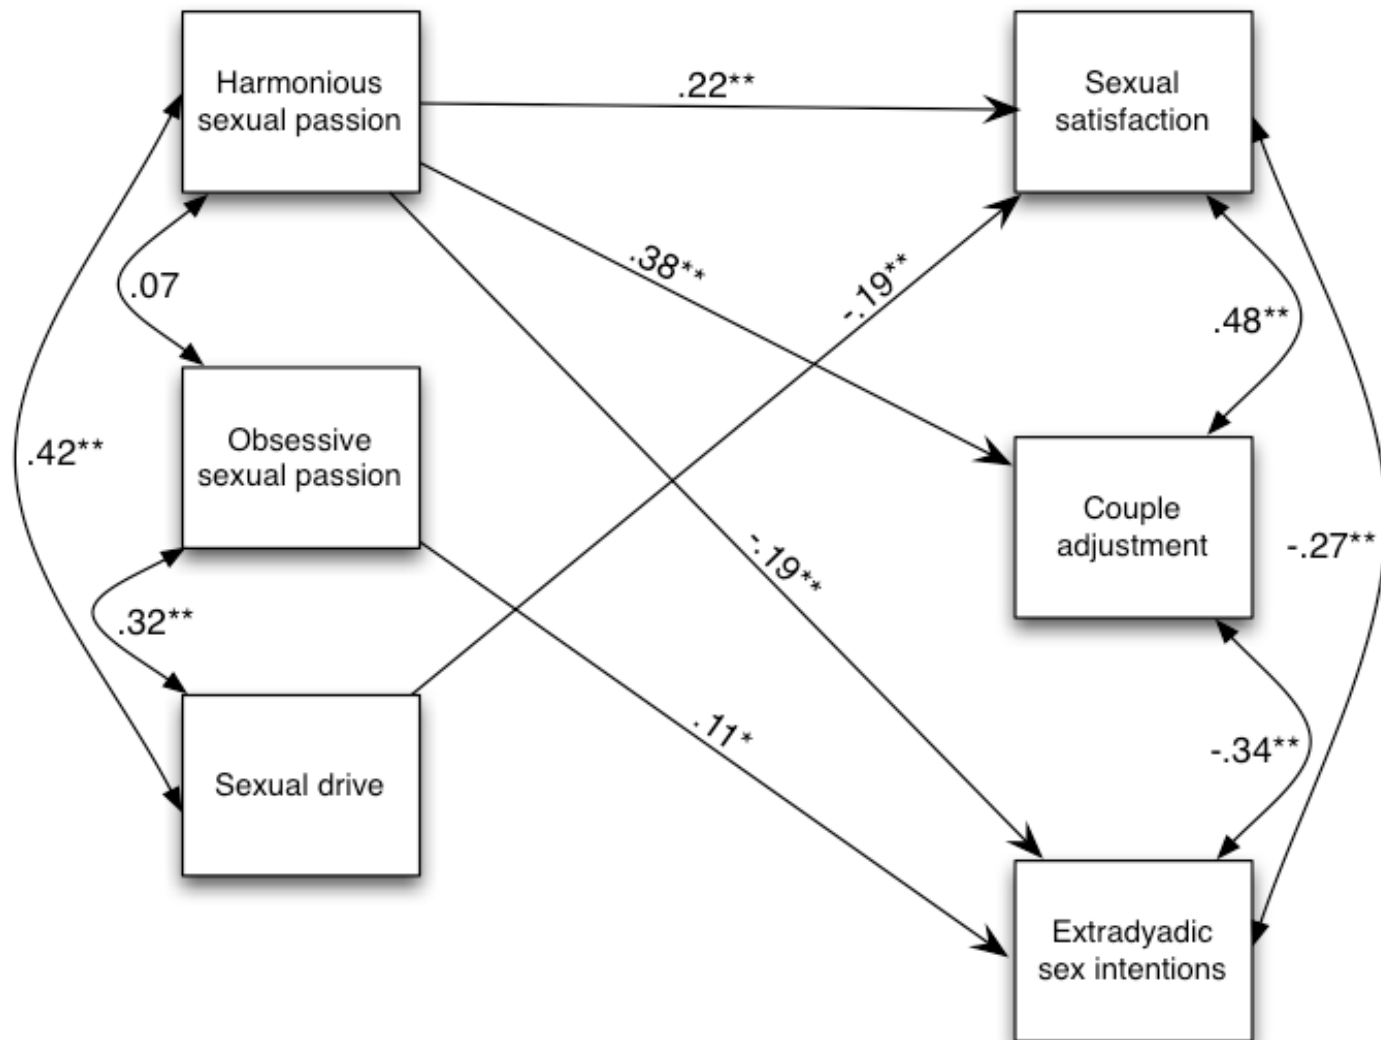 Harmonious
sexual passion
.22**
Sexual
satisfaction
.07
.38**
-.19**
.48**
Obsessive
sexual passion
.42**
Couple
adjustment
-.27**
-.19**
.32**
.11*
-.34**
Sexual drive
Extradyadic
sex intentions